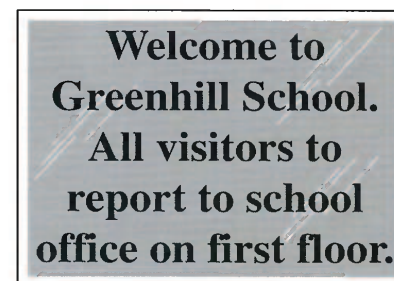 Welcome to
Greenhill School.
All visitors to
report to school
office on first floor.